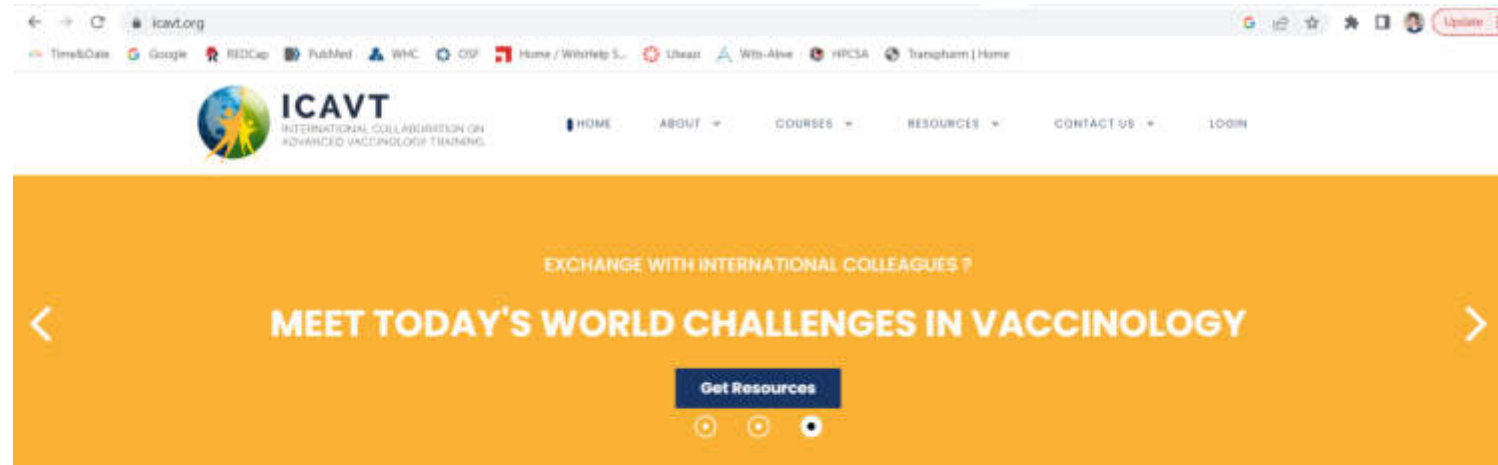 icavt.org
Update
Time&Date Google REDCap PubMed WHC OSF Home / WitsHelp S... Ulwazi Wits-Alive HPCSA Transpharm | Home
ICAVT
INTERNATIONAL COLLABORATION ON
ADVANCED VACCINOLOGY TRAINING
HOME ABOUT COURSES RESOURCES CONTACT US LOGIN
EXCHANGE WITH INTERNATIONAL COLLEAGUES ?
MEET TODAY'S WORLD CHALLENGES IN VACCINOLOGY
Get Resources